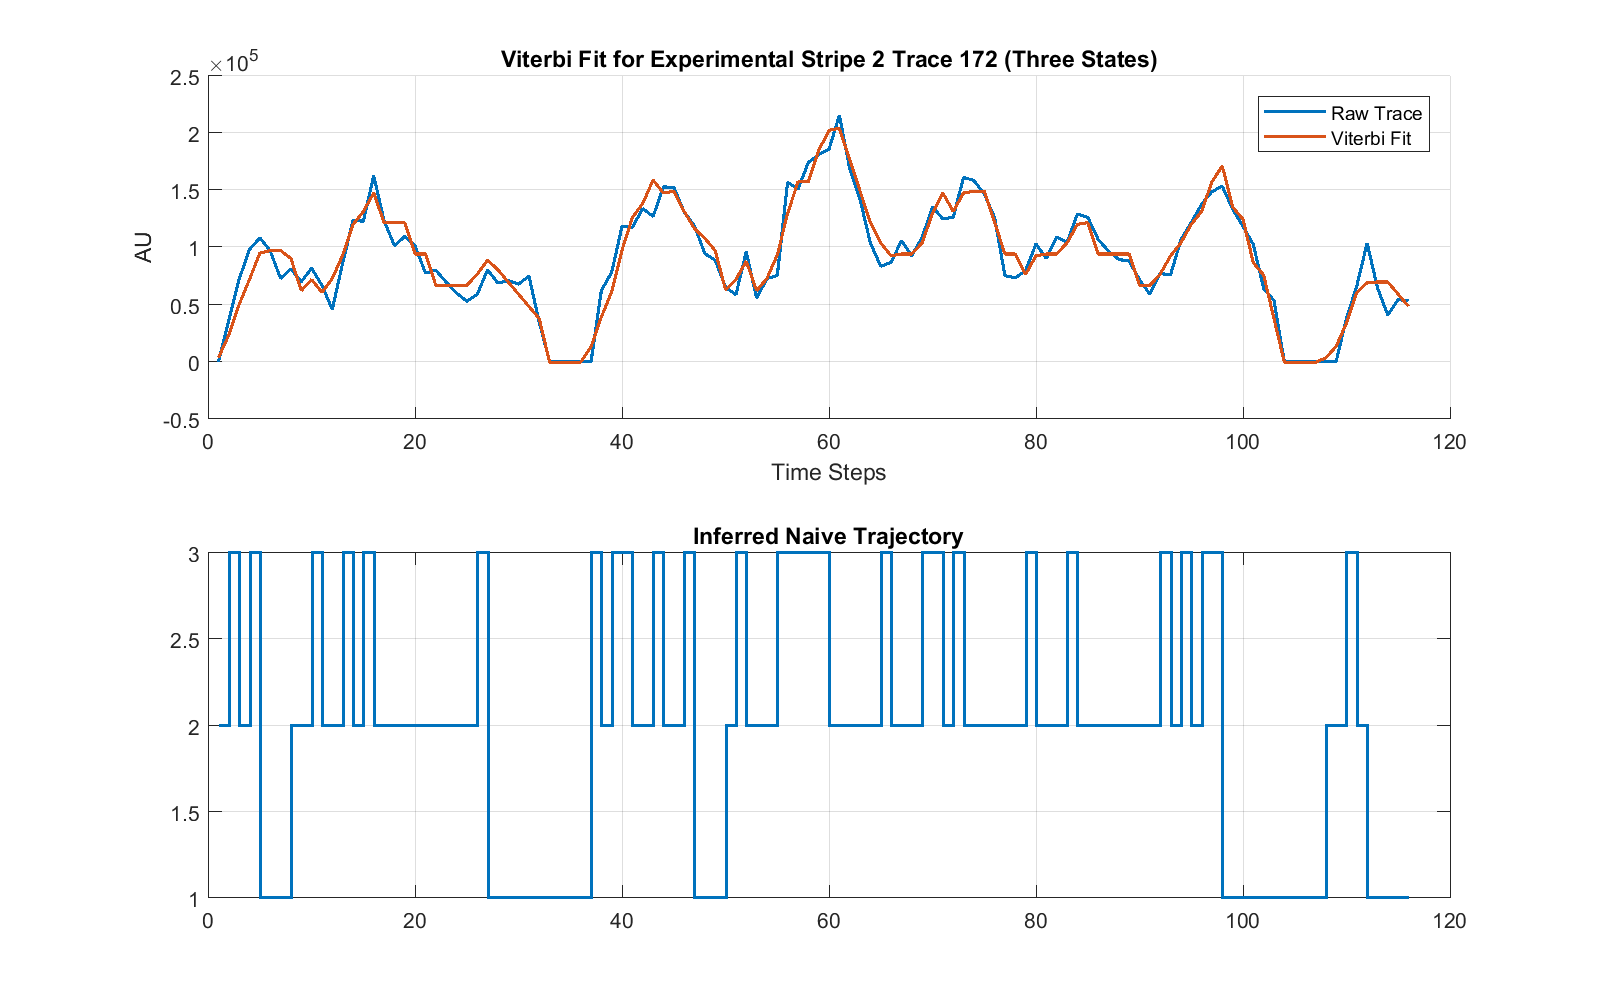 Viterbi Fit for Experimental Stripe 2 Trace 172 (Three States)
×10^5
2.5
2
1.5
1
0.5
0
-0.5
AU
Raw Trace
Viterbi Fit
0 20 40 60 80 100 120
Time Steps
Inferred Naive Trajectory
3
2.5
2
1.5
1
0 20 40 60 80 100 120